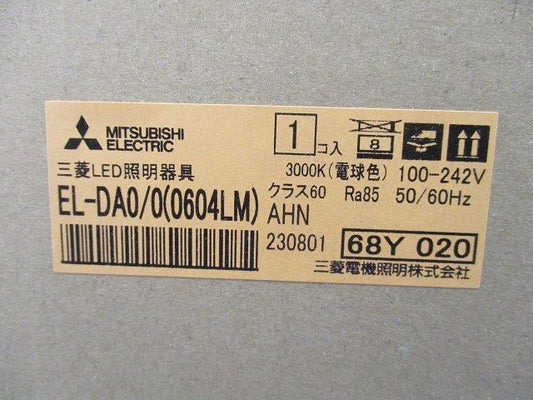 MITSUBISHI
ELECTRIC
1 コ入
8
三菱LED照明器具
3000K(電球色) 100-242V
EL-DA0/0(0604LM)
クラス60 Ra85 50/60Hz
AHN
230801
68Y 020
三菱電機照明株式会社